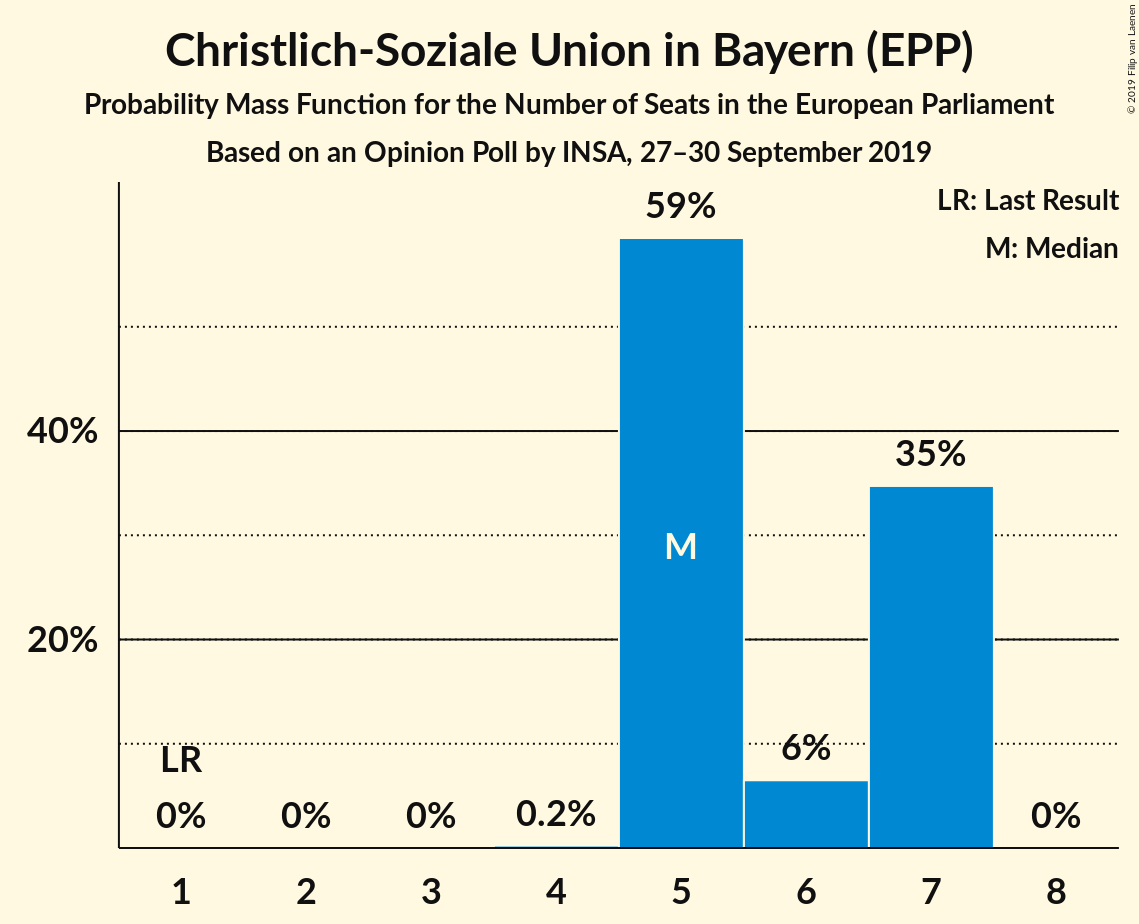 Christlich-Soziale Union in Bayern (EPP)
Probability Mass Function for the Number of Seats in the European Parliament
Based on an Opinion Poll by INSA, 27–30 September 2019
© 2019 Filip van Laenen
LR: Last Result
M: Median
59%
40%
35%
M
20%
6%
LR
0%
0%
0%
0.2%
0%
1
2
3
4
5
6
7
8